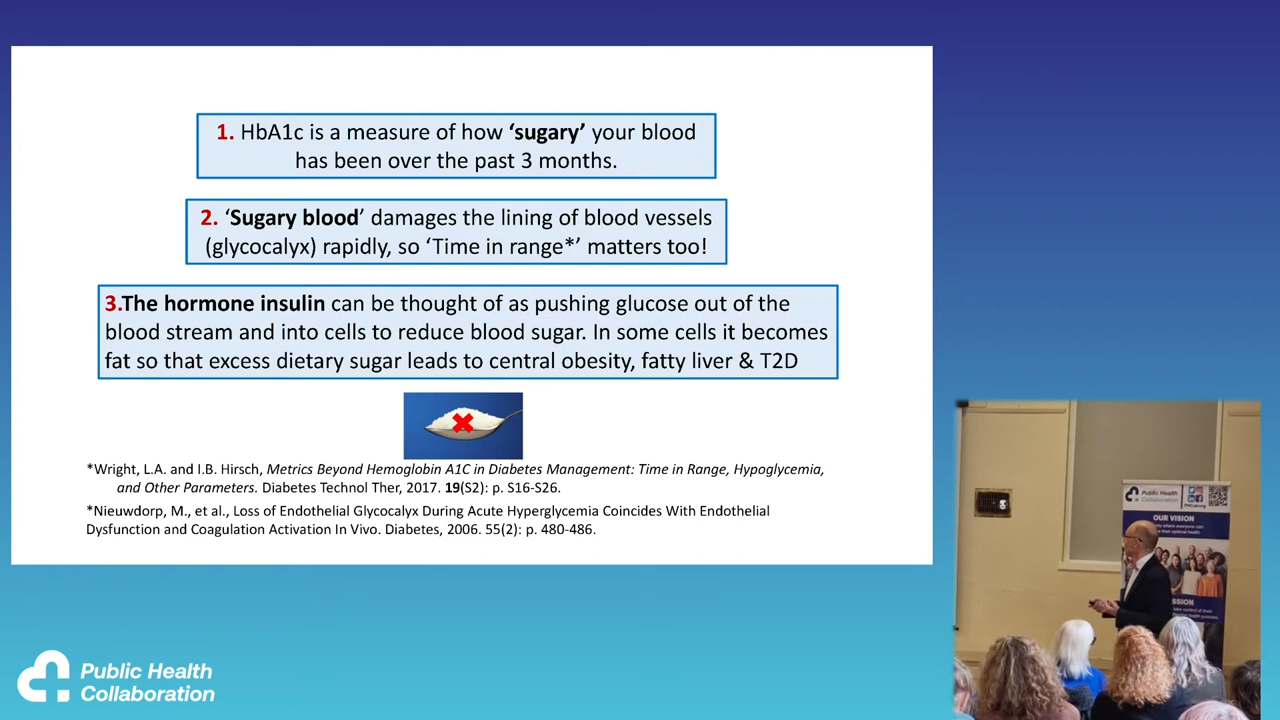 1. HbA1c is a measure of how ‘sugary’ your blood
has been over the past 3 months.
2. ‘Sugary blood’ damages the lining of blood vessels
(glycocalyx) rapidly, so ‘Time in range*’ matters too!
3.The hormone insulin can be thought of as pushing glucose out of the
blood stream and into cells to reduce blood sugar. In some cells it becomes
fat so that excess dietary sugar leads to central obesity, fatty liver & T2D
*Wright, L.A. and I.B. Hirsch, Metrics Beyond Hemoglobin A1C in Diabetes Management: Time in Range, Hypoglycemia,
and Other Parameters. Diabetes Technol Ther, 2017. 19(S2): p. S16-S26.
*Nieuwdorp, M., et al., Loss of Endothelial Glycocalyx During Acute Hyperglycemia Coincides With Endothelial
Dysfunction and Coagulation Activation In Vivo. Diabetes, 2006. 55(2): p. 480-486.
Public Health
Collaboration
OUR VISION
Public Health
Collaboration